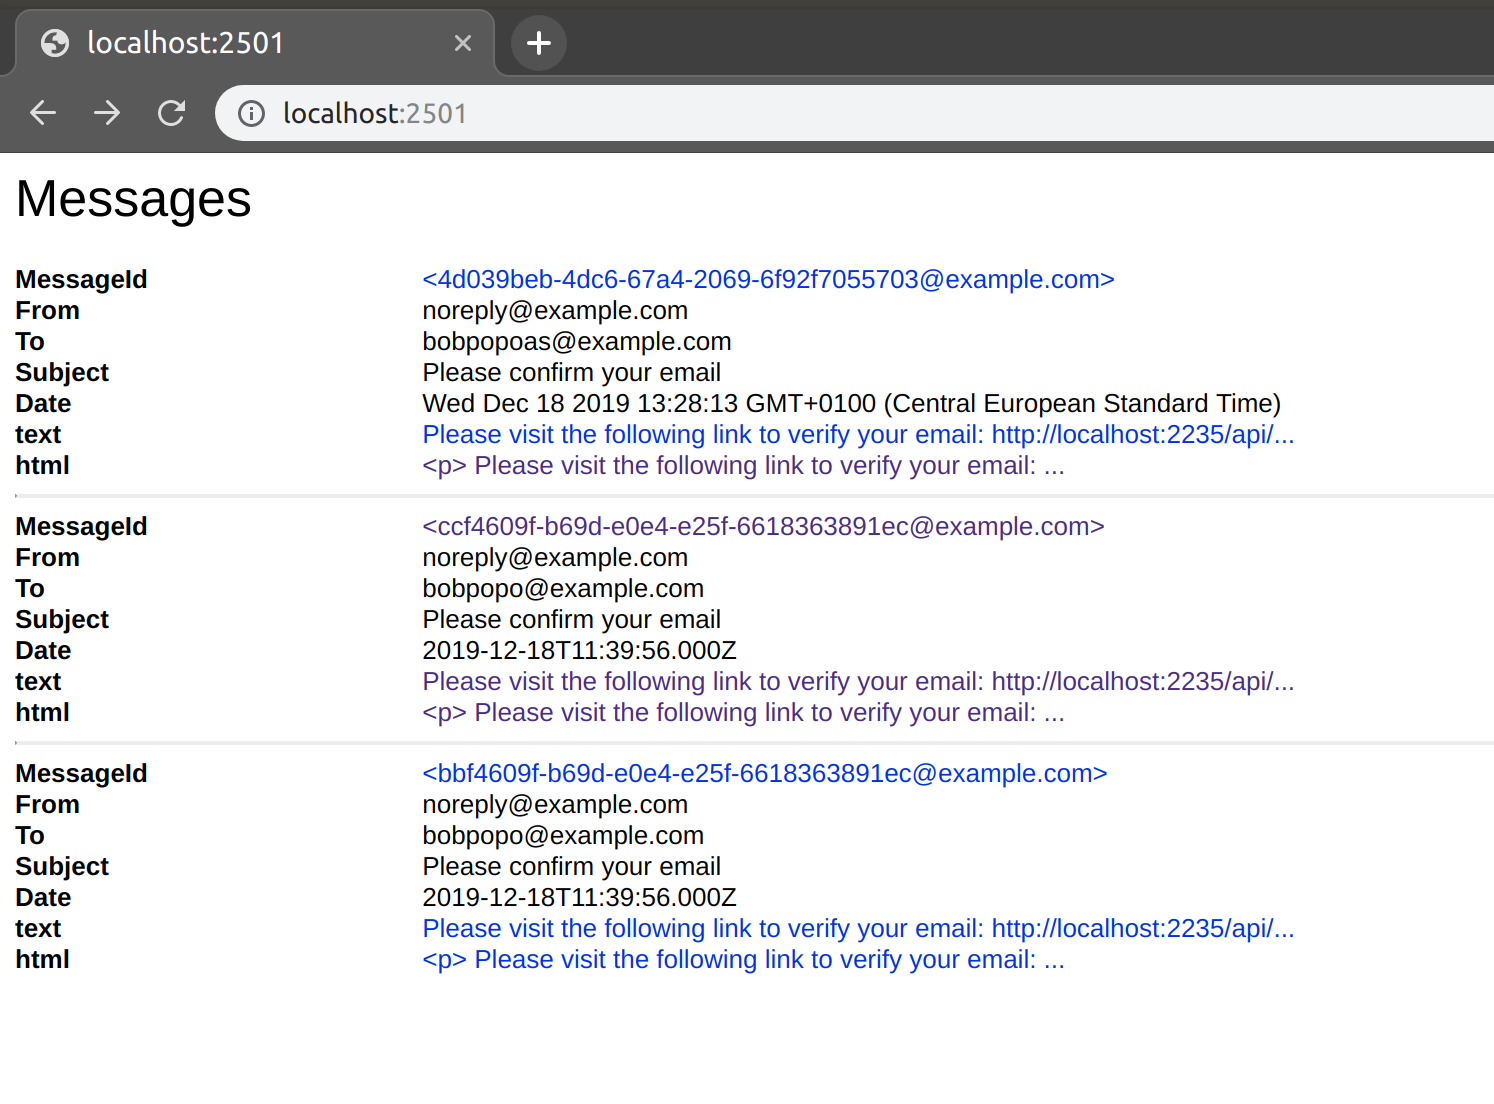 localhost:2501
localhost:2501
Messages
MessageId <4d039beb-4dc6-67a4-2069-6f92f7055703@example.com>
From noreply@example.com
To bobpopoas@example.com
Subject Please confirm your email
Date Wed Dec 18 2019 13:28:13 GMT+0100 (Central European Standard Time)
text Please visit the following link to verify your email: http://localhost:2235/api/...
html <p> Please visit the following link to verify your email: ...
MessageId <ccf4609f-b69d-e0e4-e25f-6618363891ec@example.com>
From noreply@example.com
To bobpopo@example.com
Subject Please confirm your email
Date 2019-12-18T11:39:56.000Z
text Please visit the following link to verify your email: http://localhost:2235/api/...
html <p> Please visit the following link to verify your email: ...
MessageId <bbf4609f-b69d-e0e4-e25f-6618363891ec@example.com>
From noreply@example.com
To bobpopo@example.com
Subject Please confirm your email
Date 2019-12-18T11:39:56.000Z
text Please visit the following link to verify your email: http://localhost:2235/api/...
html <p> Please visit the following link to verify your email: ...